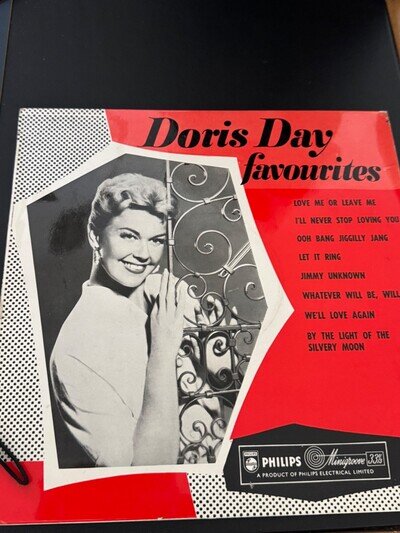 Doris Day
favourites
LOVE ME OR LEAVE ME
I'LL NEVER STOP LOVING YOU
OOH BANG JIGGILLY JANG
LET IT RING
JIMMY UNKNOWN
WHATEVER WILL BE, WILL
WE'LL LOVE AGAIN
BY THE LIGHT OF THE
SILVERY MOON
PHILIPS Minigroove 33⅓
A PRODUCT OF PHILIPS ELECTRICAL LIMITED